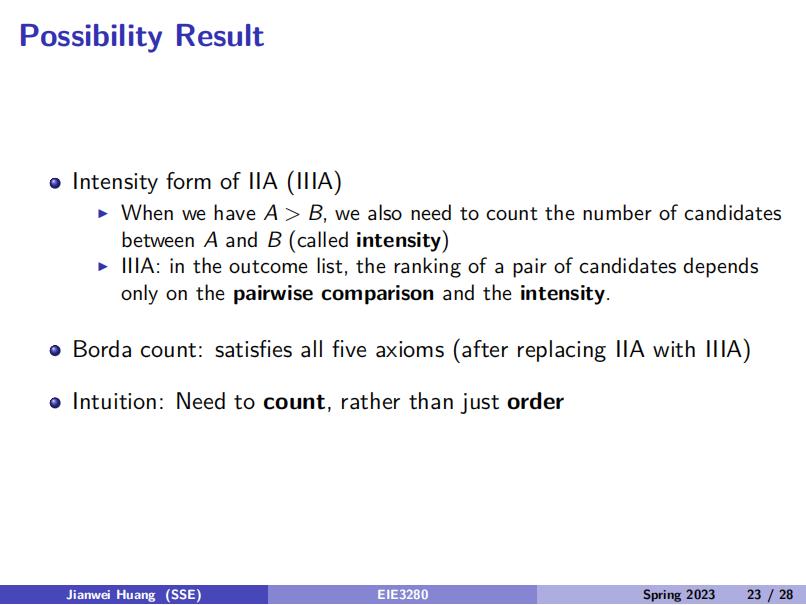 Possibility Result
Intensity form of IIA (IIIA)
When we have A > B, we also need to count the number of candidates
between A and B (called intensity)
IIIA: in the outcome list, the ranking of a pair of candidates depends
only on the pairwise comparison and the intensity.
Borda count: satisfies all five axioms (after replacing IIA with IIIA)
Intuition: Need to count, rather than just order
Jianwei Huang (SSE) EIE3280 Spring 2023 23 / 28